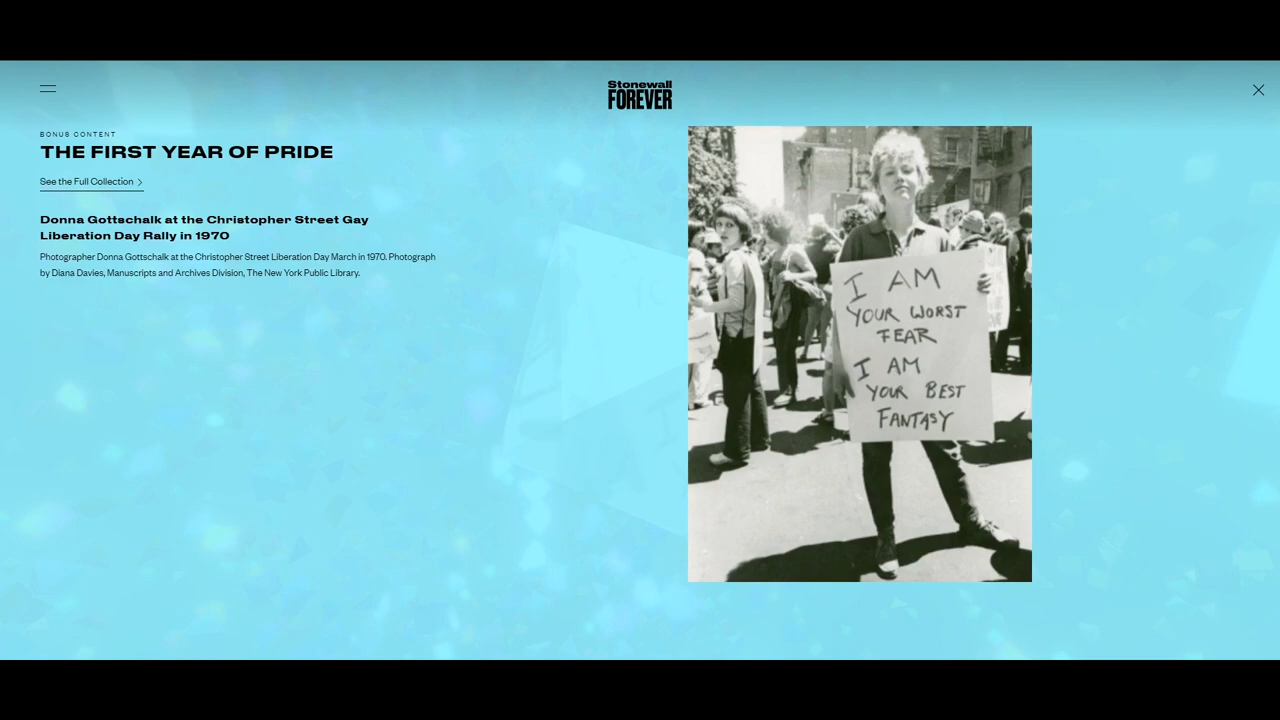 Stonewall
FOREVER
BONUS CONTENT
THE FIRST YEAR OF PRIDE
See the Full Collection
Donna Gottschalk at the Christopher Street Gay
Liberation Day Rally in 1970
Photographer Donna Gottschalk at the Christopher Street Liberation Day March in 1970. Photograph
by Diana Davies, Manuscripts and Archives Division, The New York Public Library.
I AM
YOUR WORST
FEAR
I AM
YOUR BEST
FANTASY